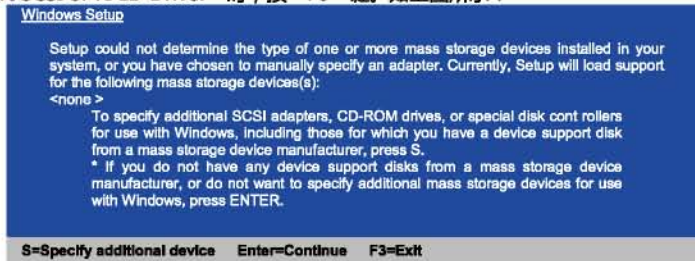 Windows Setup
Setup could not determine the type of one or more mass storage devices installed in your
system, or you have chosen to manually specify an adapter. Currently, Setup will load support
for the following mass storage devices(s):
<none >
To specify additional SCSI adapters, CD-ROM drives, or special disk cont rollers
for use with Windows, including those for which you have a device support disk
from a mass storage device manufacturer, press S.
* If you do not have any device support disks from a mass storage device
manufacturer, or do not want to specify additional mass storage devices for use
with Windows, press ENTER.
S=Specify additional device Enter=Continue F3=Exit